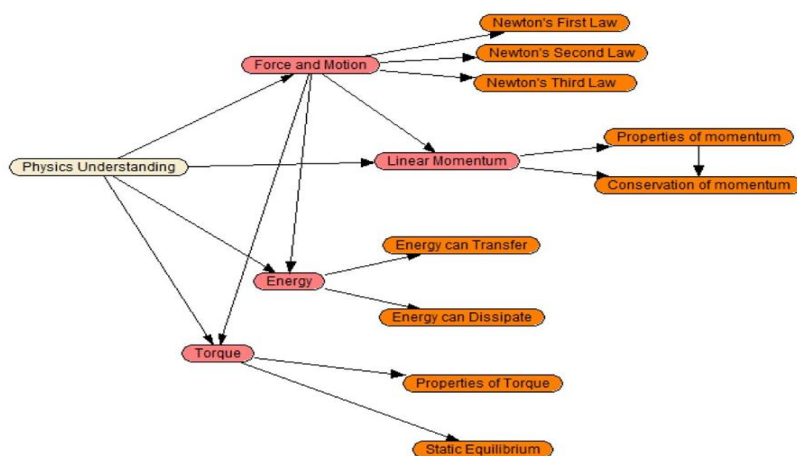 Newton's First Law
Force and Motion
Newton's Second Law
Newton's Third Law
Properties of momentum
Physics Understanding
Linear Momentum
Conservation of momentum
Energy can Transfer
Energy
Energy can Dissipate
Torque
Properties of Torque
Static Equilibrium